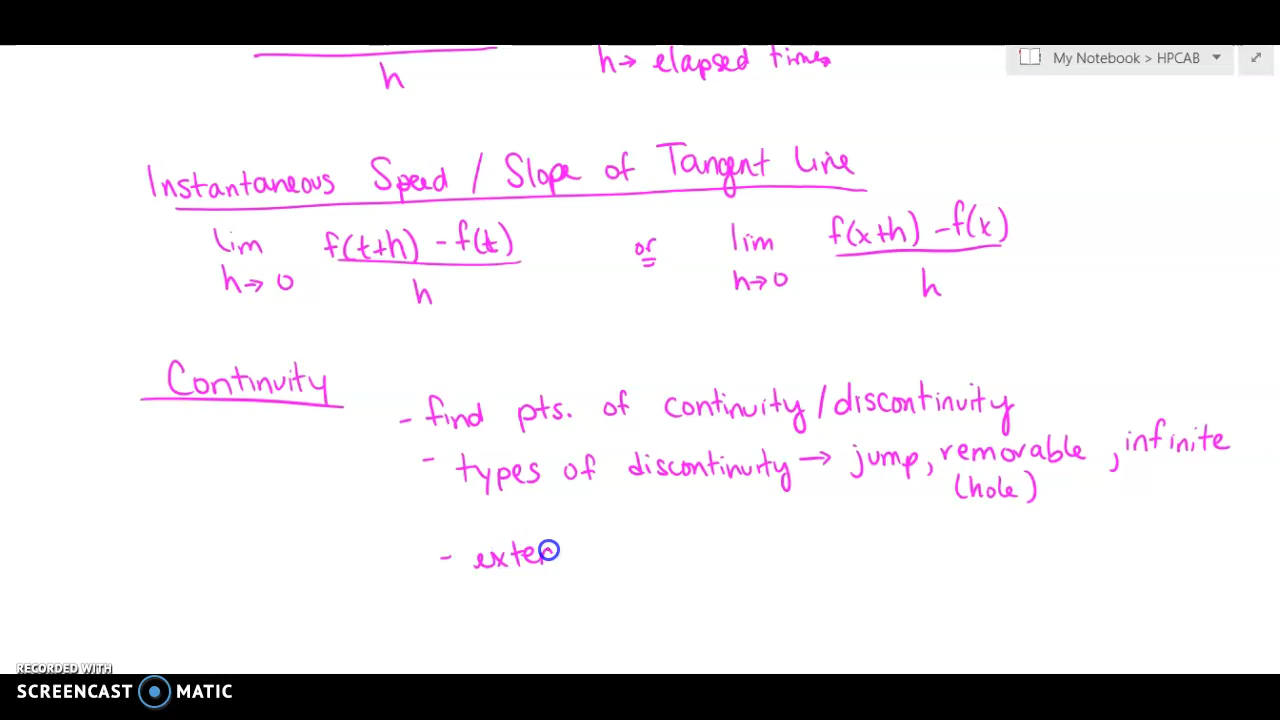 h
h → elapsed time
My Notebook > HPCAB
Instantaneous Speed / Slope of Tangent Line
lim h→0 f(t+h) - f(t) / h or lim h→0 f(x+h) - f(x) / h
Continuity
- find pts. of continuity / discontinuity
- types of discontinuity → jump, removable, infinite
(hole)
- exten
RECORDED WITH
SCREENCAST MATIC